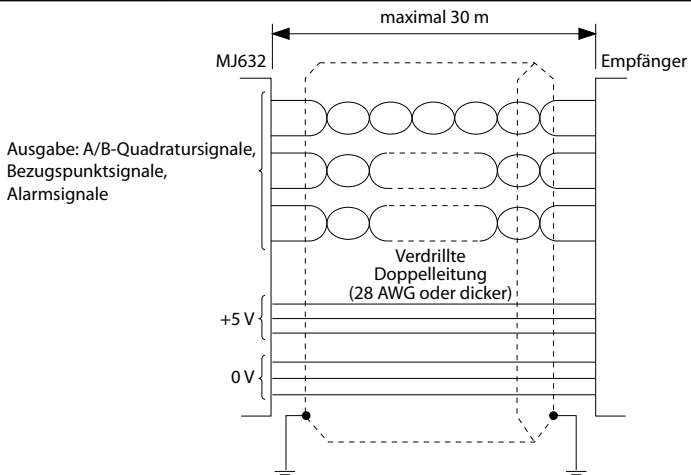 maximal 30 m
MJ632
Empfänger
Ausgabe: A/B-Quadratursignale,
Bezugspunktsignale,
Alarmsignale
Verdrillte
Doppelleitung
(28 AWG oder dicker)
+5 V
0 V